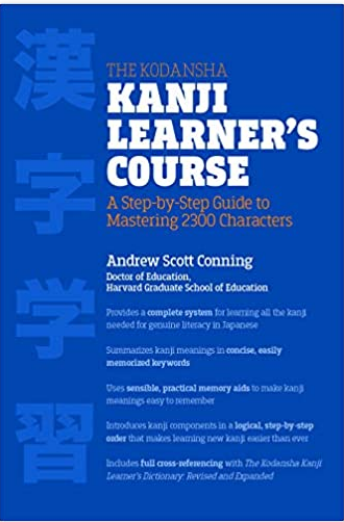 漢
字
学
習
THE KODANSHA
KANJI
LEARNER'S
COURSE
A Step-by-Step Guide to
Mastering 2300 Characters
Andrew Scott Conning
Doctor of Education,
Harvard Graduate School of Education
Provides a complete system for learning all the kanji
needed for genuine literacy in Japanese
Summarizes kanji meanings in concise, easily
memorized keywords
Uses sensible, practical memory aids to make kanji
meanings easy to remember
Introduces kanji components in a logical, step-by-step
order that makes learning new kanji easier than ever
Includes full cross-referencing with The Kodansha Kanji
Learner's Dictionary: Revised and Expanded